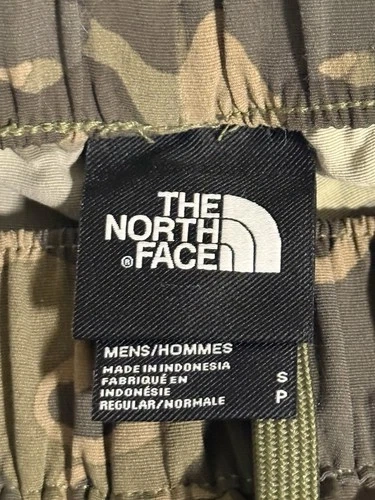 THE
NORTH
® FACE
MENS/HOMMES
MADE IN INDONESIA
FABRIQUÉ EN
INDONÉSIE
REGULAR/NORMALE
S
P